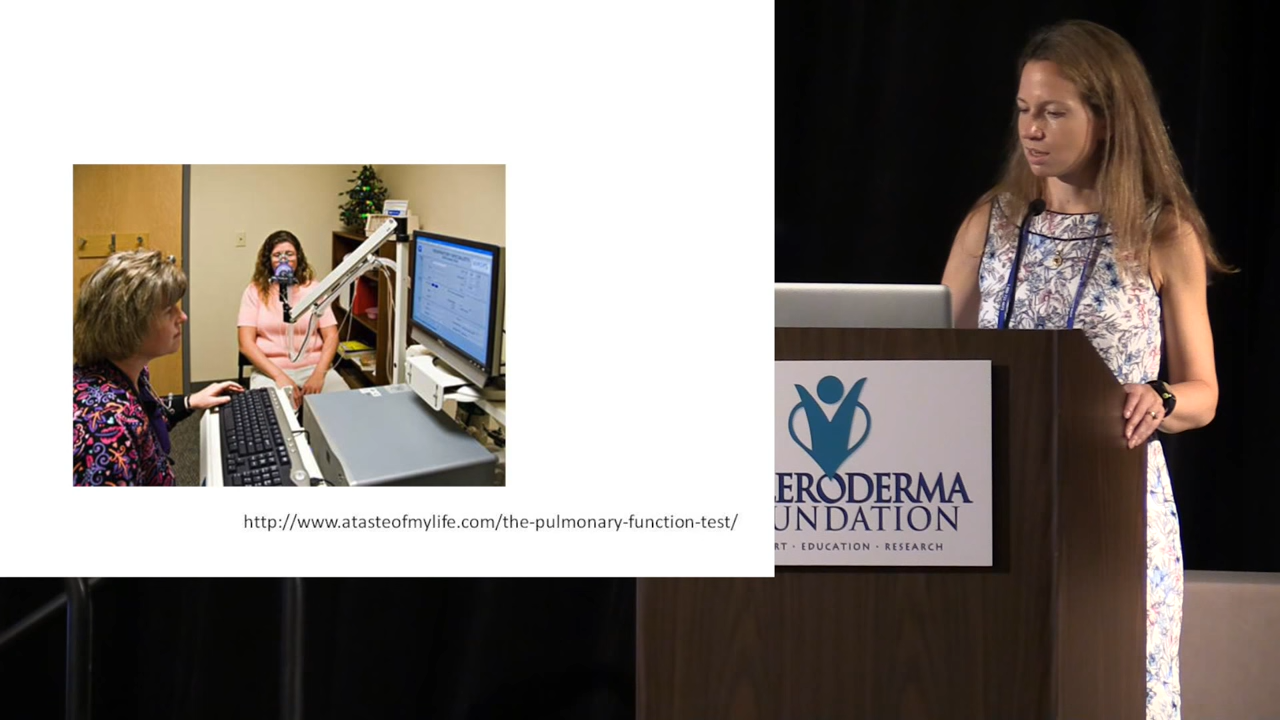 http://www.atasteofmylife.com/the-pulmonary-function-test/
ERODERMA
UNDATION
RT · EDUCATION · RESEARCH